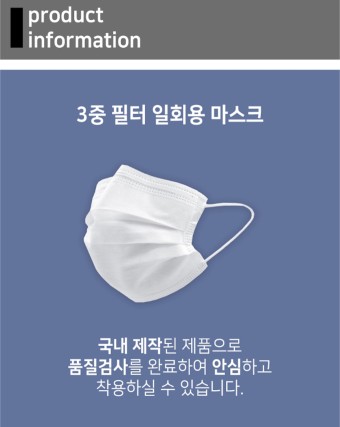 product
information
3중 필터 일회용 마스크
국내 제작된 제품으로
품질검사를 완료하여 안심하고
착용하실 수 있습니다.